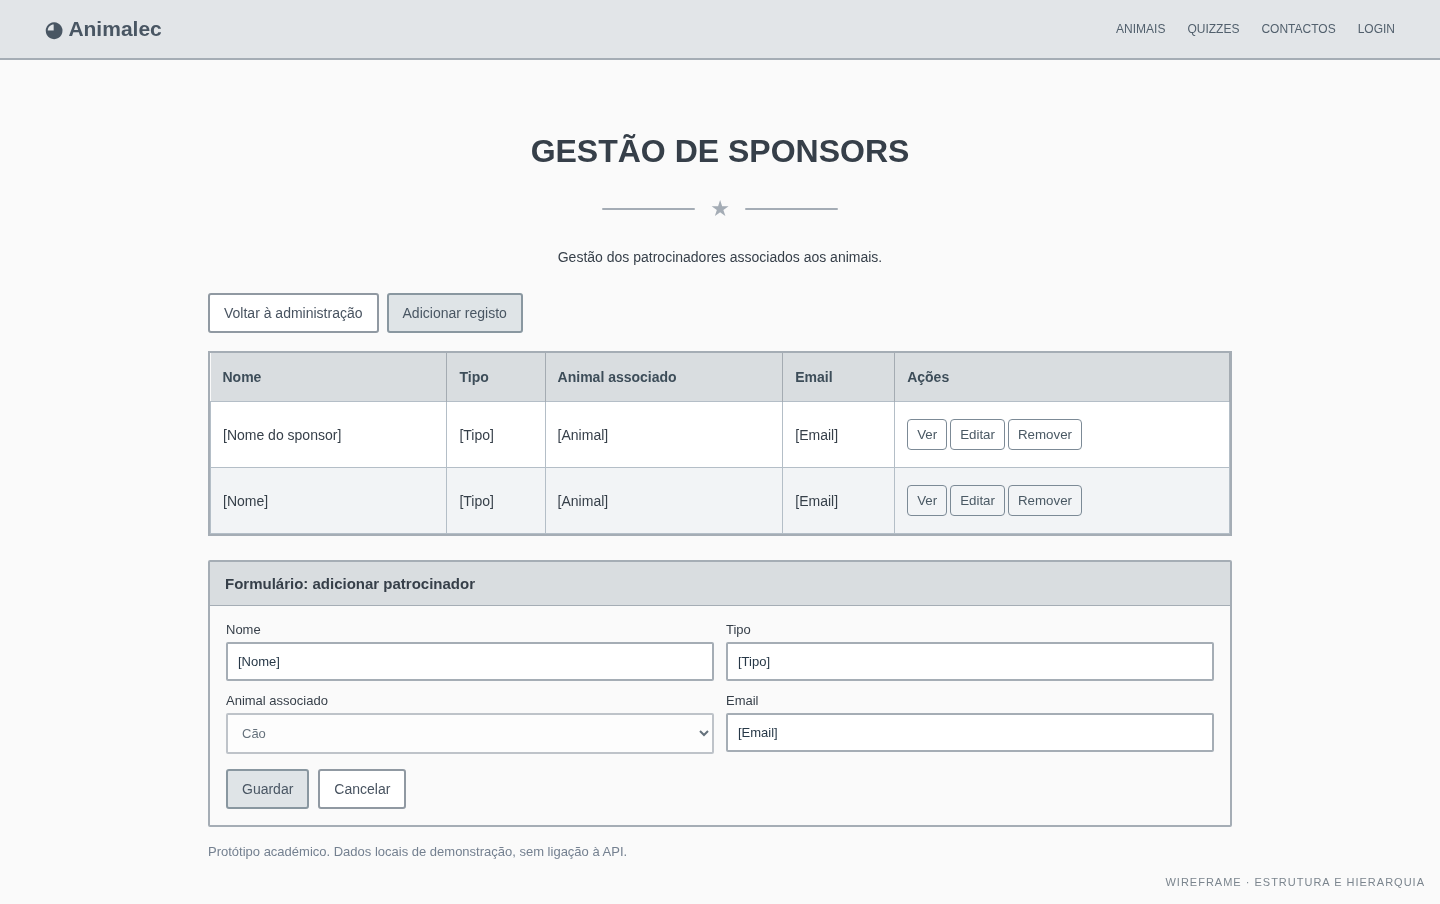 Animalec
ANIMAIS QUIZZES CONTACTOS LOGIN
GESTÃO DE SPONSORS
Gestão dos patrocinadores associados aos animais.
Voltar à administração Adicionar registo
Nome Tipo Animal associado Email Ações
[Nome do sponsor] [Tipo] [Animal] [Email] Ver Editar Remover
[Nome] [Tipo] [Animal] [Email] Ver Editar Remover
Formulário: adicionar patrocinador
Nome Tipo
[Nome] [Tipo]
Animal associado Email
Cão [Email]
Guardar Cancelar
Protótipo académico. Dados locais de demonstração, sem ligação à API.
WIREFRAME · ESTRUTURA E HIERARQUIA